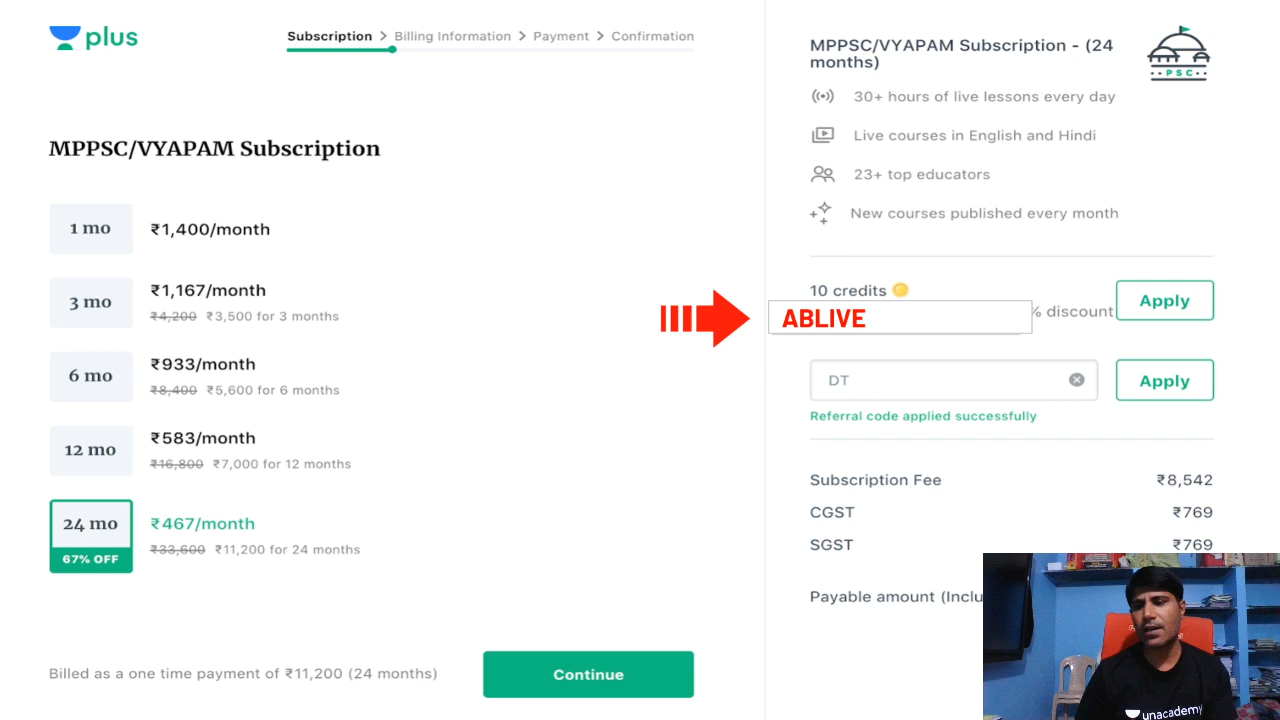 plus
Subscription > Billing Information > Payment > Confirmation
MPPSC/VYAPAM Subscription
1 mo
₹1,400/month
3 mo
₹1,167/month
₹4,200 ₹3,500 for 3 months
6 mo
₹933/month
₹8,400 ₹5,600 for 6 months
12 mo
₹583/month
₹16,800 ₹7,000 for 12 months
24 mo
67% OFF
₹467/month
₹33,600 ₹11,200 for 24 months
Billed as a one time payment of ₹11,200 (24 months)
Continue
MPPSC/VYAPAM Subscription - (24
months)
PSC
30+ hours of live lessons every day
Live courses in English and Hindi
23+ top educators
New courses published every month
10 credits
% discount
Apply
ABLIVE
DT
Apply
Referral code applied successfully
Subscription Fee ₹8,542
CGST ₹769
SGST ₹769
Payable amount (Inclu
unacademy